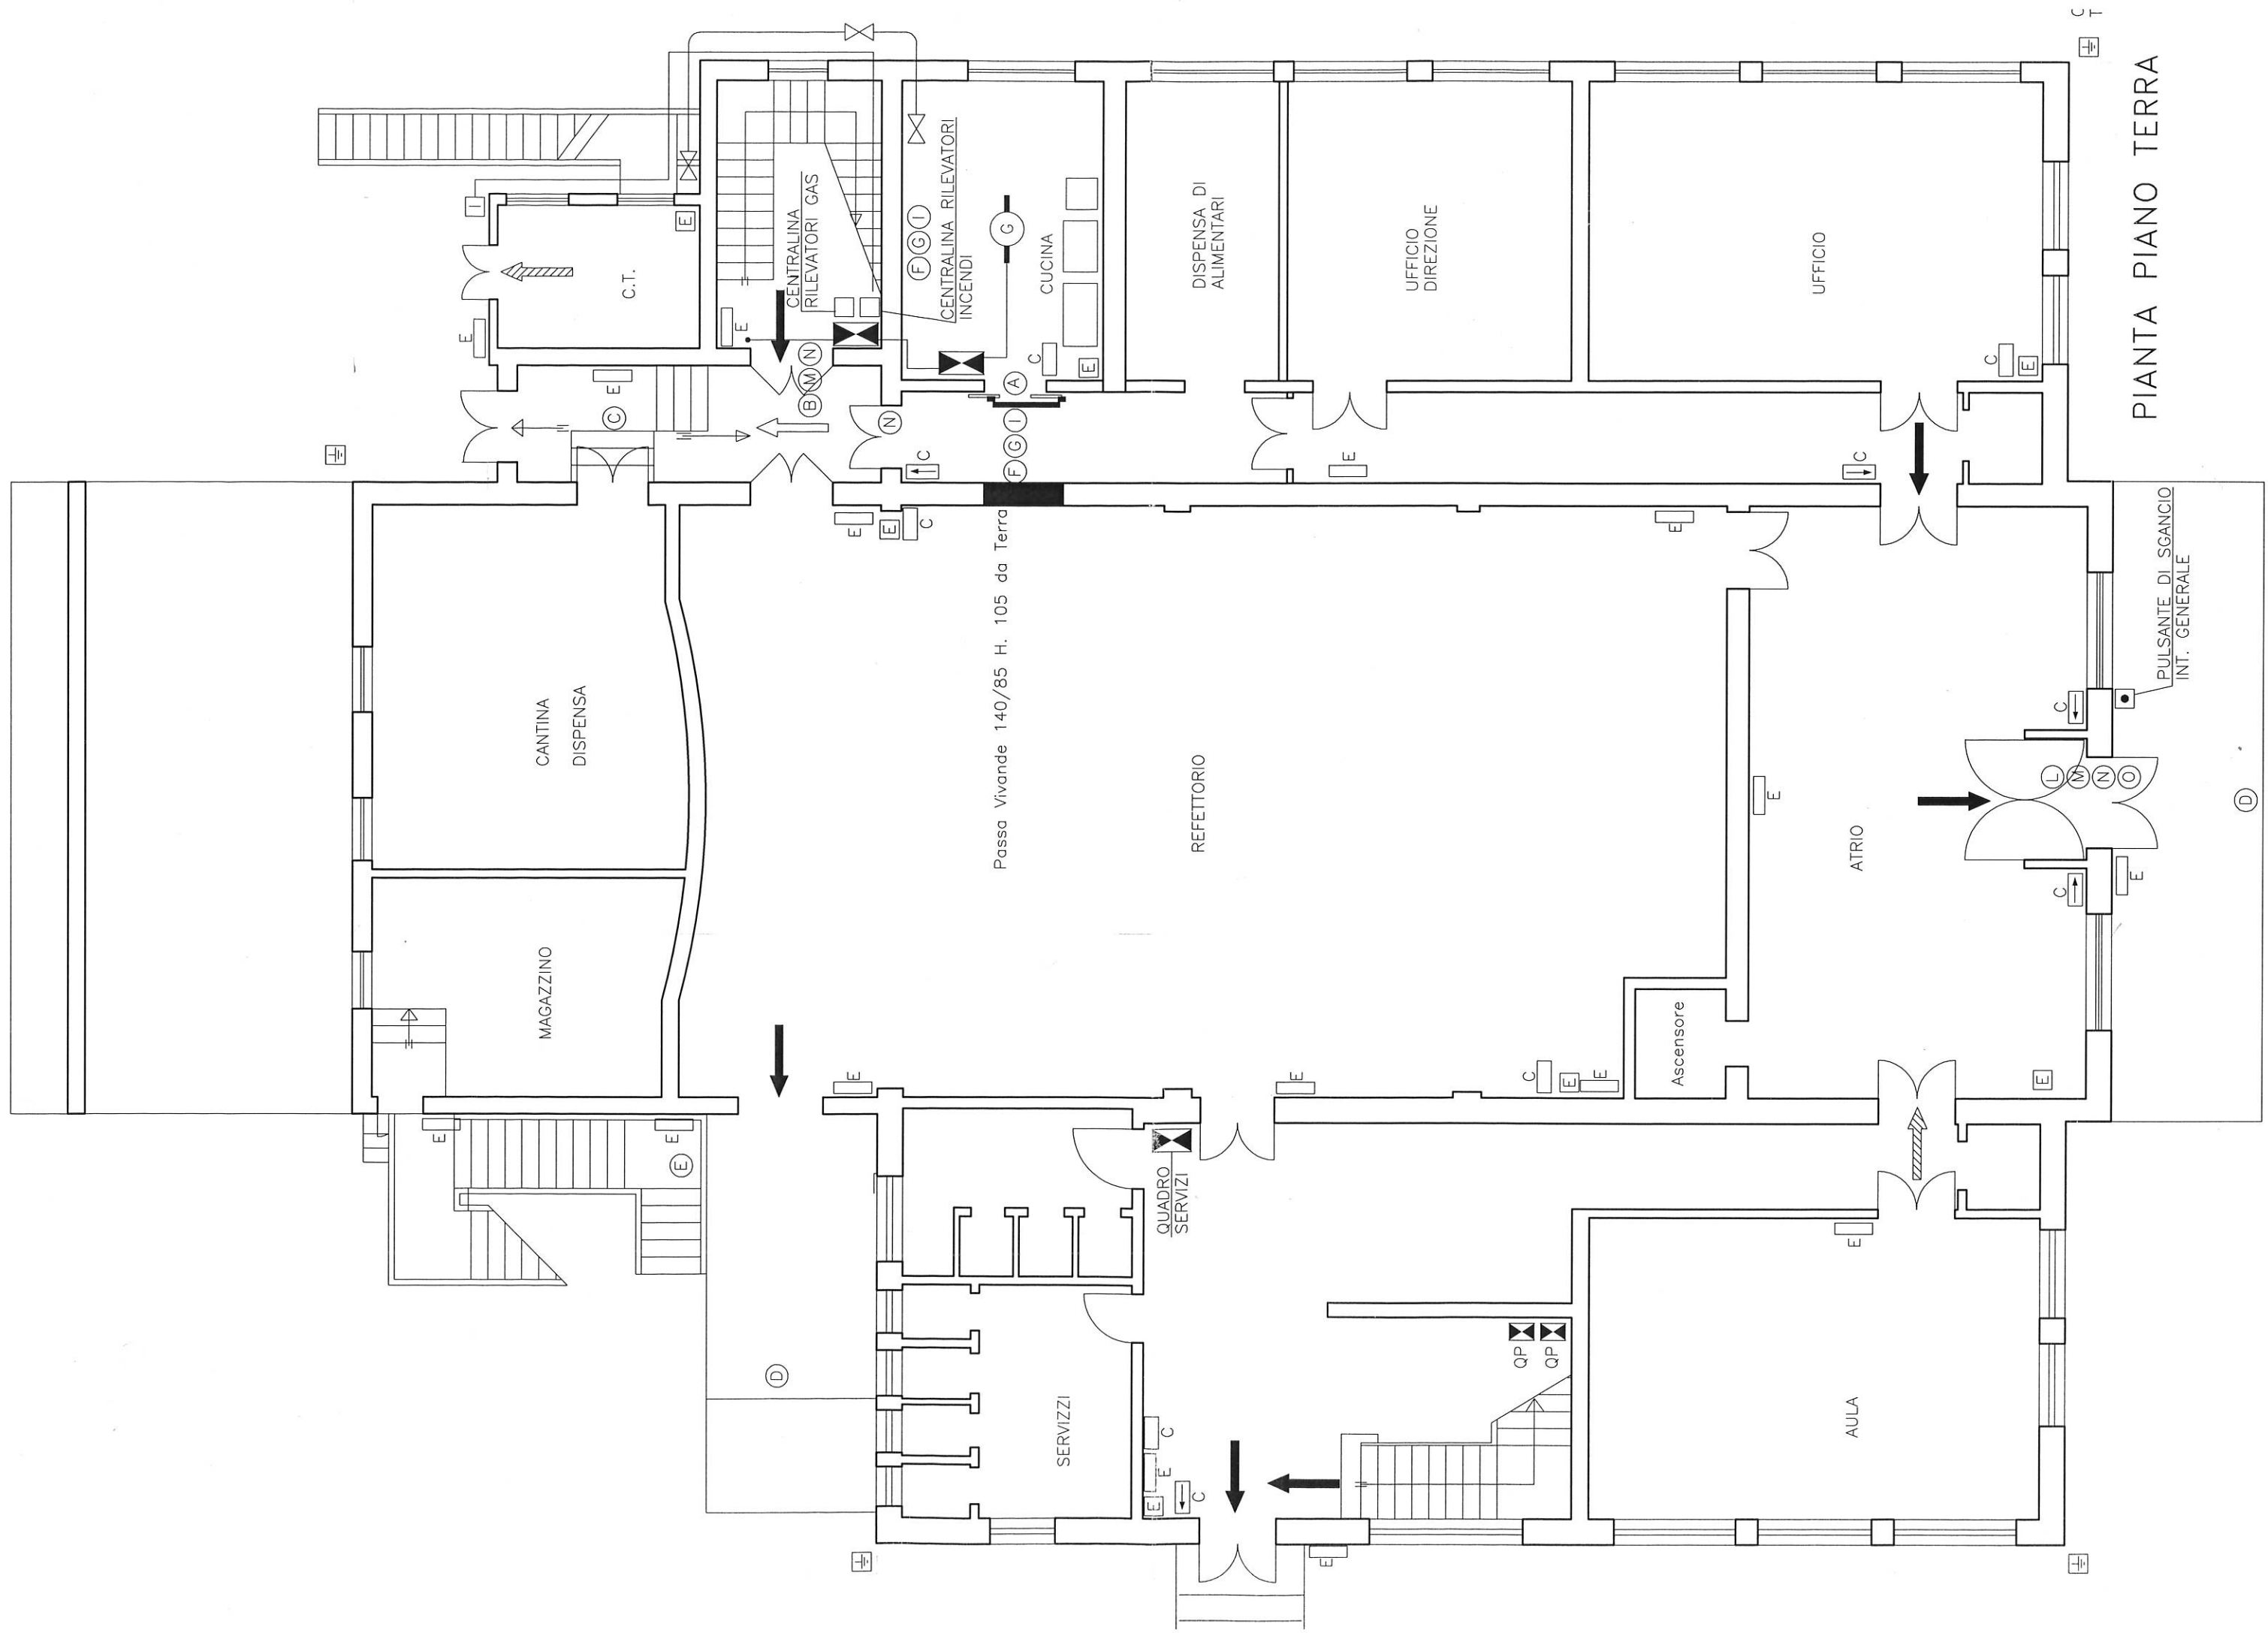 C
T
PIANTA PIANO TERRA
I
E
C.T.
E
E
C
CENTRALINA
RILEVATORI GAS
E
B M N
F G I
CENTRALINA RILEVATORI
INCENDI
G
CUCINA
C
E
A
F G I
N
C
DISPENSA DI
ALIMENTARI
UFFICIO
DIREZIONE
E
UFFICIO
C
E
C
E
E
C
E
CANTINA
DISPENSA
MAGAZZINO
Passa Vivande 140/85 H. 105 da Terra
REFETTORIO
E
ATRIO
C
L M N O
C
E
PULSANTE DI SGANCIO
INT. GENERALE
D
E
E
C
E
E
Ascensore
E
E
E
E
D
QUADRO
SERVIZI
SERVIZZI
C
E
E
C
QP
QP
E
E
AULA